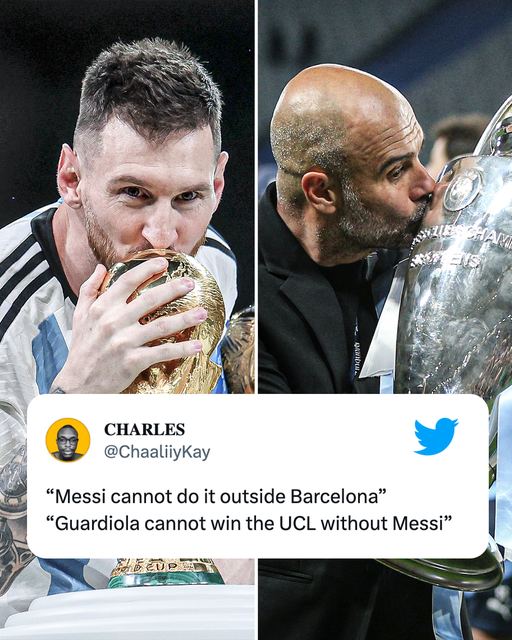 CHARLES
@ChaaliiyKay
“Messi cannot do it outside Barcelona”
“Guardiola cannot win the UCL without Messi”